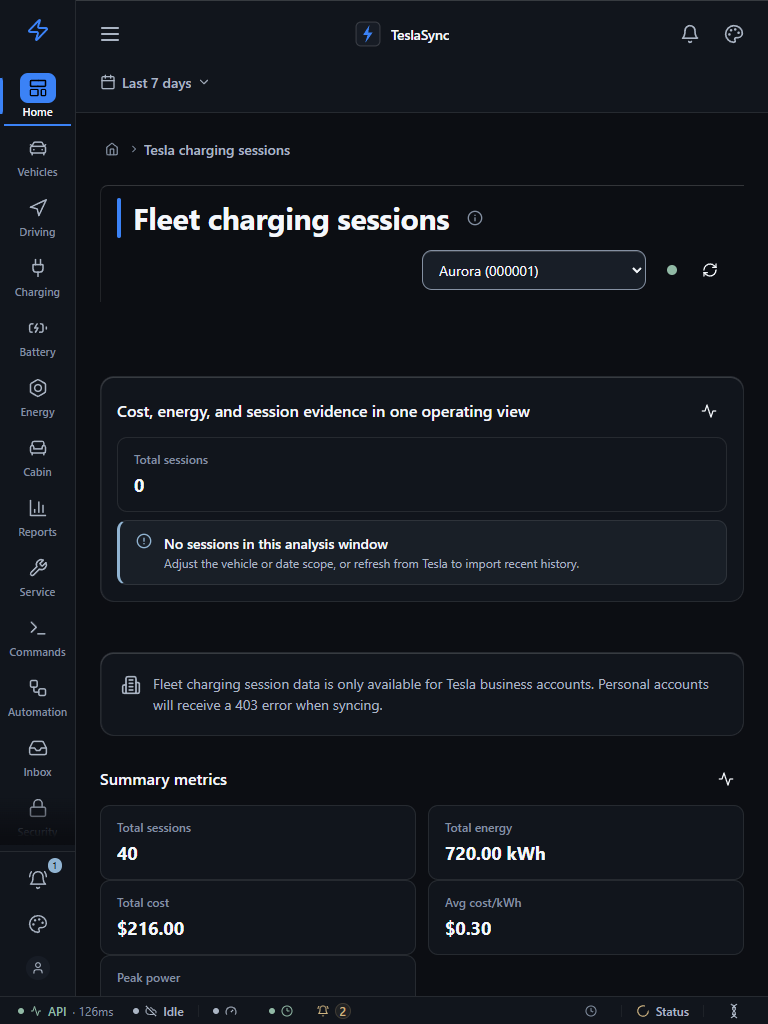 TeslaSync
Last 7 days
Home
Vehicles
Driving
Charging
Battery
Energy
Cabin
Reports
Service
Commands
Automation
Inbox
Security
1
Tesla charging sessions
Fleet charging sessions
Aurora (000001)
Cost, energy, and session evidence in one operating view
Total sessions
0
No sessions in this analysis window
Adjust the vehicle or date scope, or refresh from Tesla to import recent history.
Fleet charging session data is only available for Tesla business accounts. Personal accounts
will receive a 403 error when syncing.
Summary metrics
Total sessions
40
Total energy
720.00 kWh
Total cost
$216.00
Avg cost/kWh
$0.30
Peak power
API · 126ms
Idle
2
Status